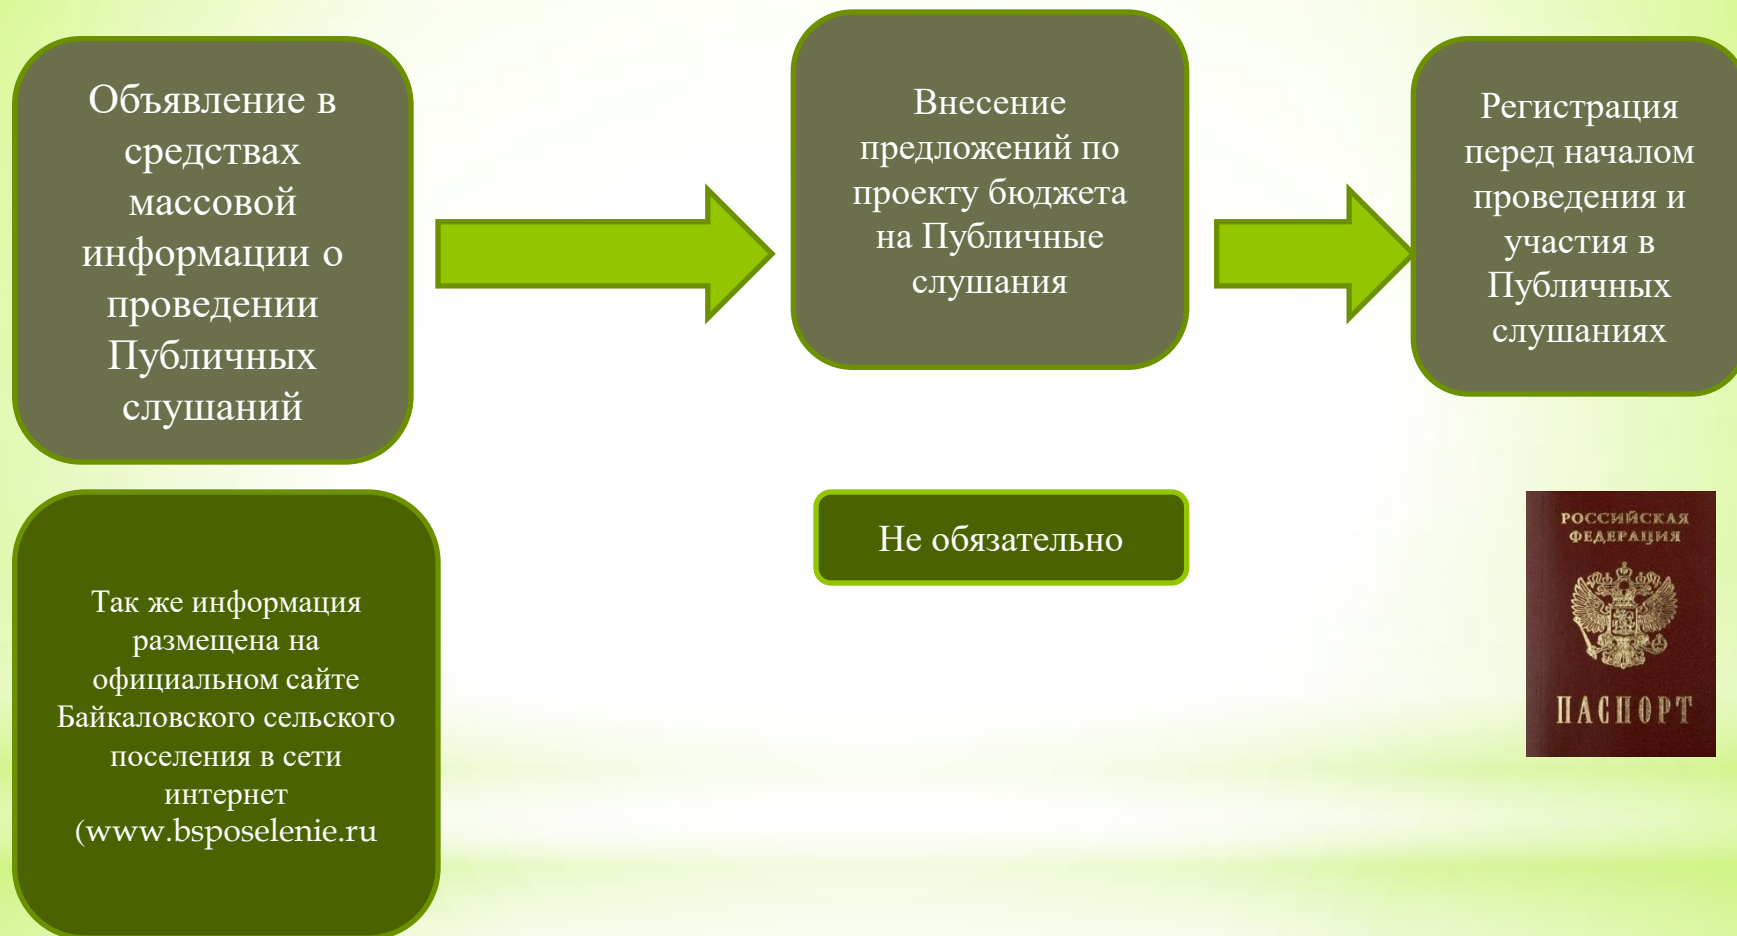 Объявление в
средствах
массовой
информации о
проведении
Публичных
слушаний
Внесение
предложений по
проекту бюджета
на Публичные
слушания
Регистрация
перед началом
проведения и
участия в
Публичных
слушаниях
Так же информация
размещена на
официальном сайте
Байкаловского сельского
поселения в сети
интернет
(www.bsposelenie.ru
Не обязательно
РОССИЙСКАЯ
ФЕДЕРАЦИЯ
ПАСПОРТ